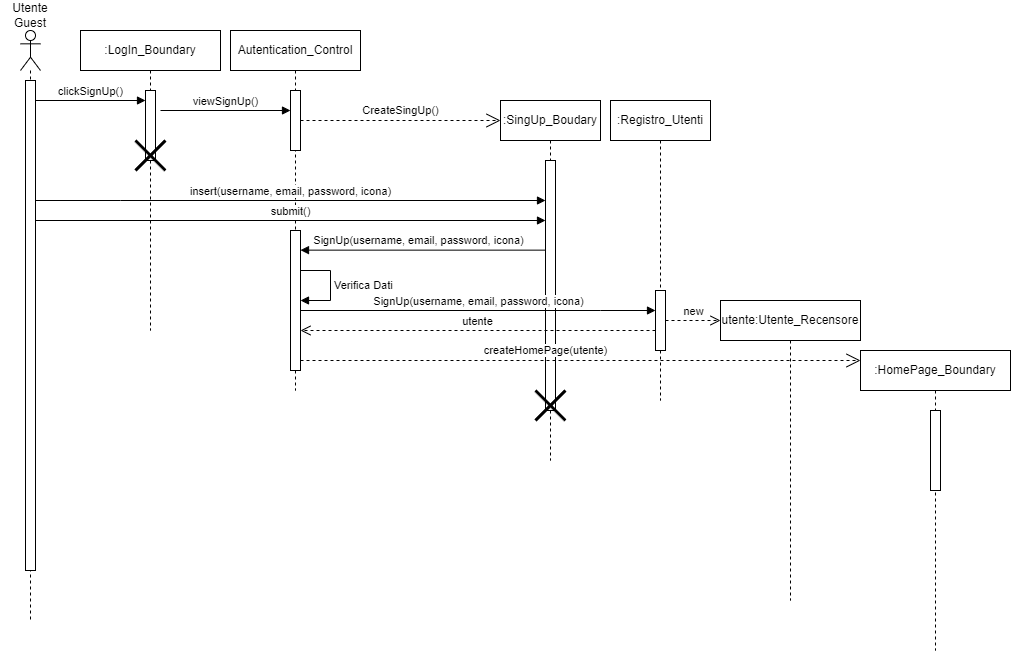 Utente
Guest
:LogIn_Boundary
Autentication_Control
clickSignUp()
viewSignUp()
CreateSingUp()
:SingUp_Boudary
:Registro_Utenti
insert(username, email, password, icona)
submit()
SignUp(username, email, password, icona)
Verifica Dati
SignUp(username, email, password, icona)
new
utente:Utente_Recensore
utente
createHomePage(utente)
:HomePage_Boundary